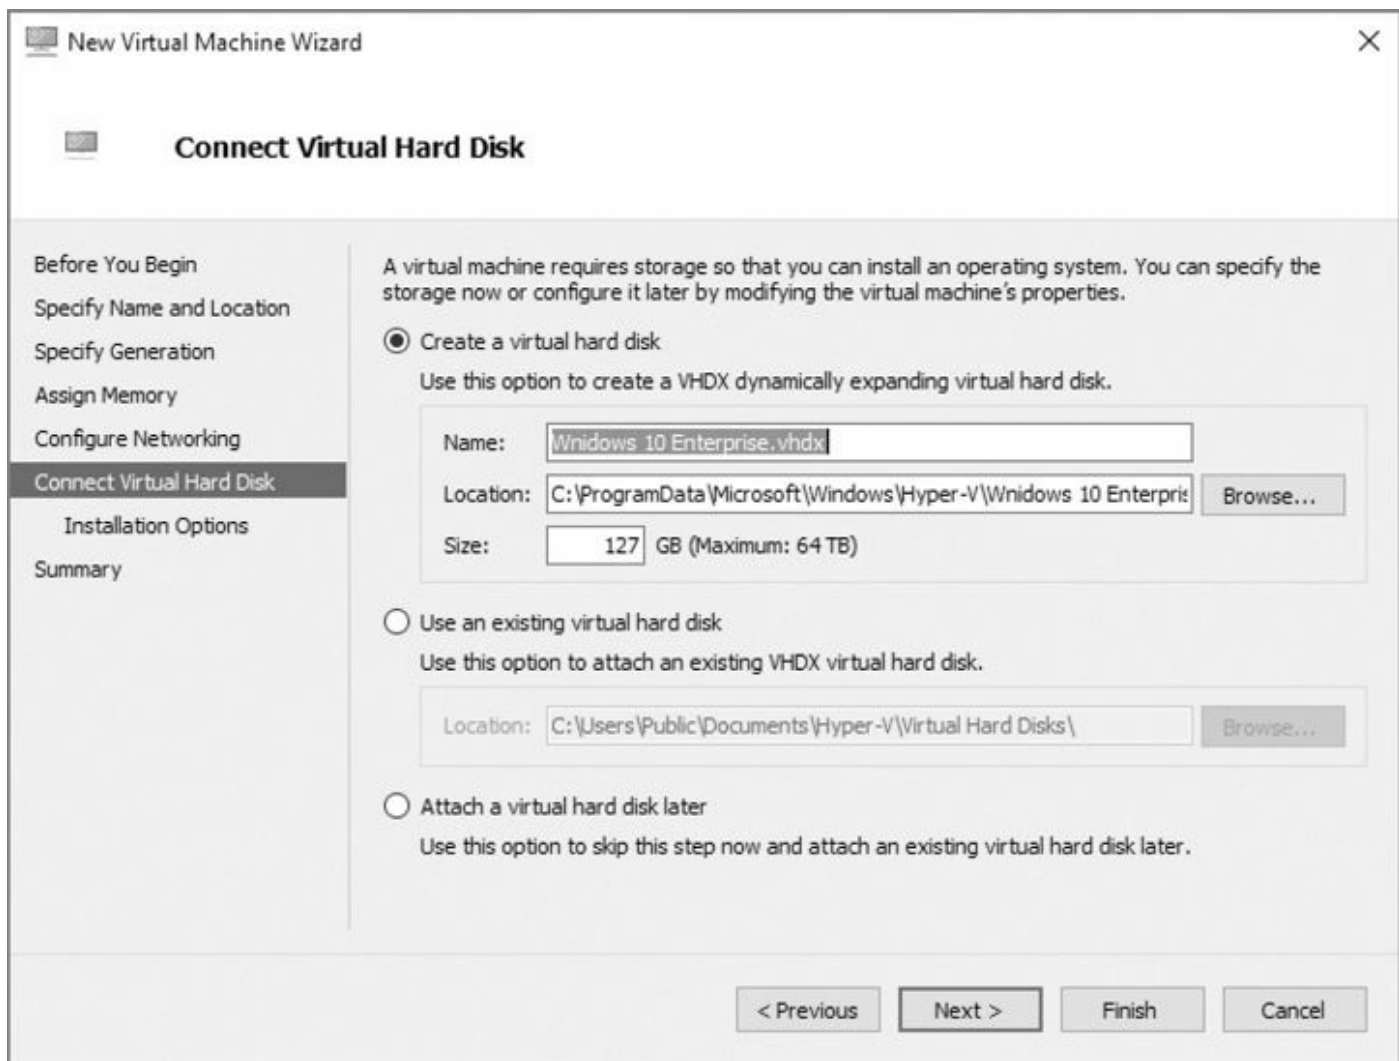 New Virtual Machine Wizard
Connect Virtual Hard Disk
Before You Begin
Specify Name and Location
Specify Generation
Assign Memory
Configure Networking
Connect Virtual Hard Disk
Installation Options
Summary
A virtual machine requires storage so that you can install an operating system. You can specify the
storage now or configure it later by modifying the virtual machine's properties.
Create a virtual hard disk
Use this option to create a VHDX dynamically expanding virtual hard disk.
Name: Wnidows 10 Enterprise.vhdx
Location: C:\ProgramData\Microsoft\Windows\Hyper-V\Wnidows 10 Enterpris Browse...
Size: 127 GB (Maximum: 64 TB)
Use an existing virtual hard disk
Use this option to attach an existing VHDX virtual hard disk.
Location: C:\Users\Public\Documents\Hyper-V\Virtual Hard Disks\ Browse...
Attach a virtual hard disk later
Use this option to skip this step now and attach an existing virtual hard disk later.
< Previous Next > Finish Cancel